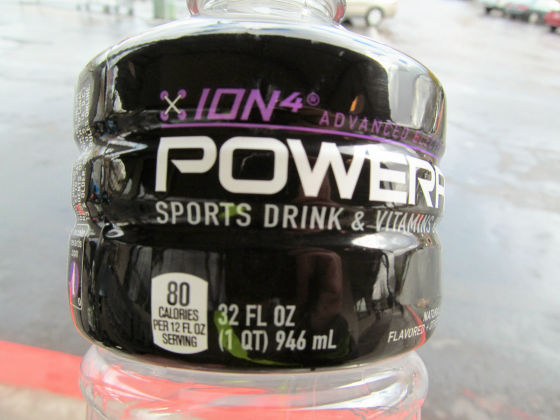 ION4®
ADVANCED
POWER
SPORTS DRINK & VITAMINS
80
CALORIES
PER 12 FL OZ
SERVING
32 FL OZ
(1 QT) 946 mL
FLAVORED